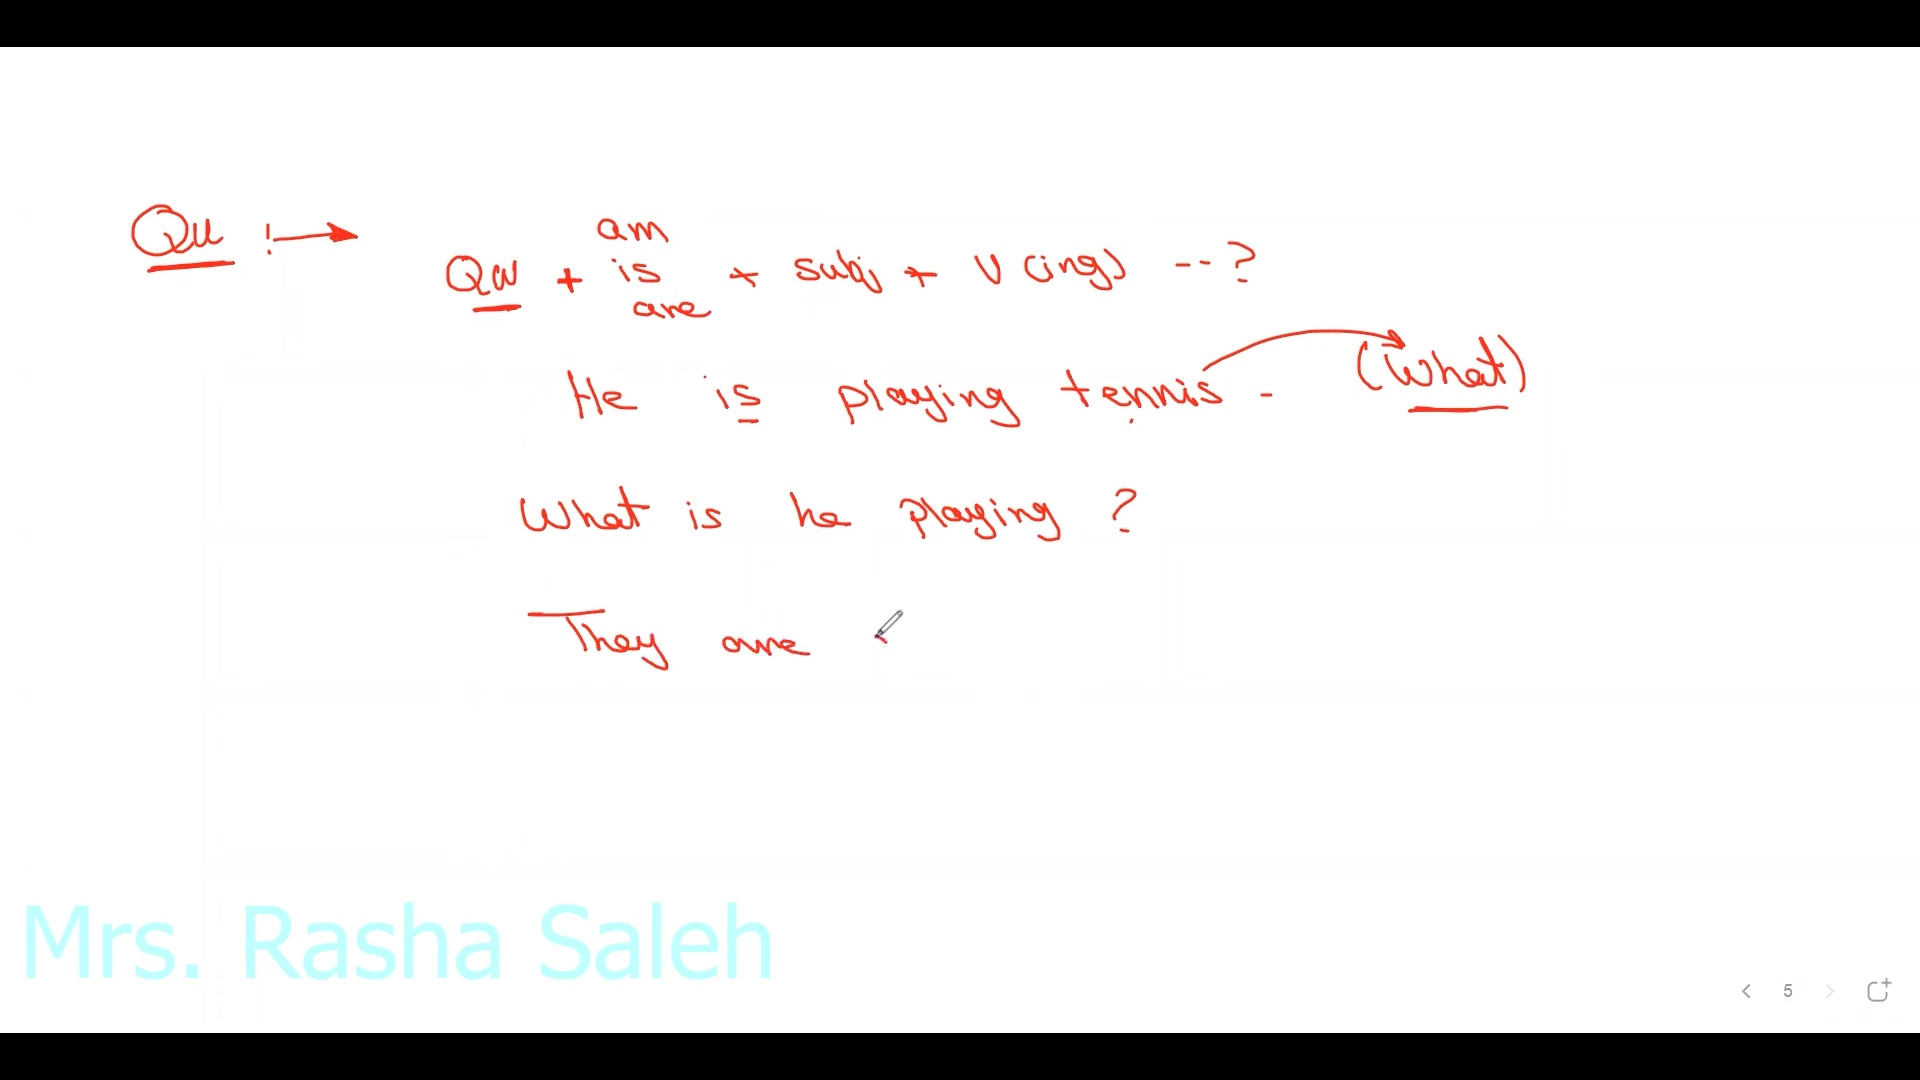 Qu :→
am
QW + is + subj + V (ing) --?
are
He is playing tennis - (What)
What is he playing ?
They are
Mrs. Rasha Saleh
5